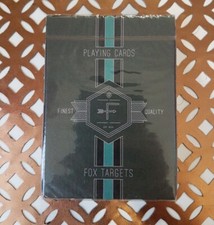 PLAYING CARDS
FINEST
F
QUALITY
FOX TARGETS